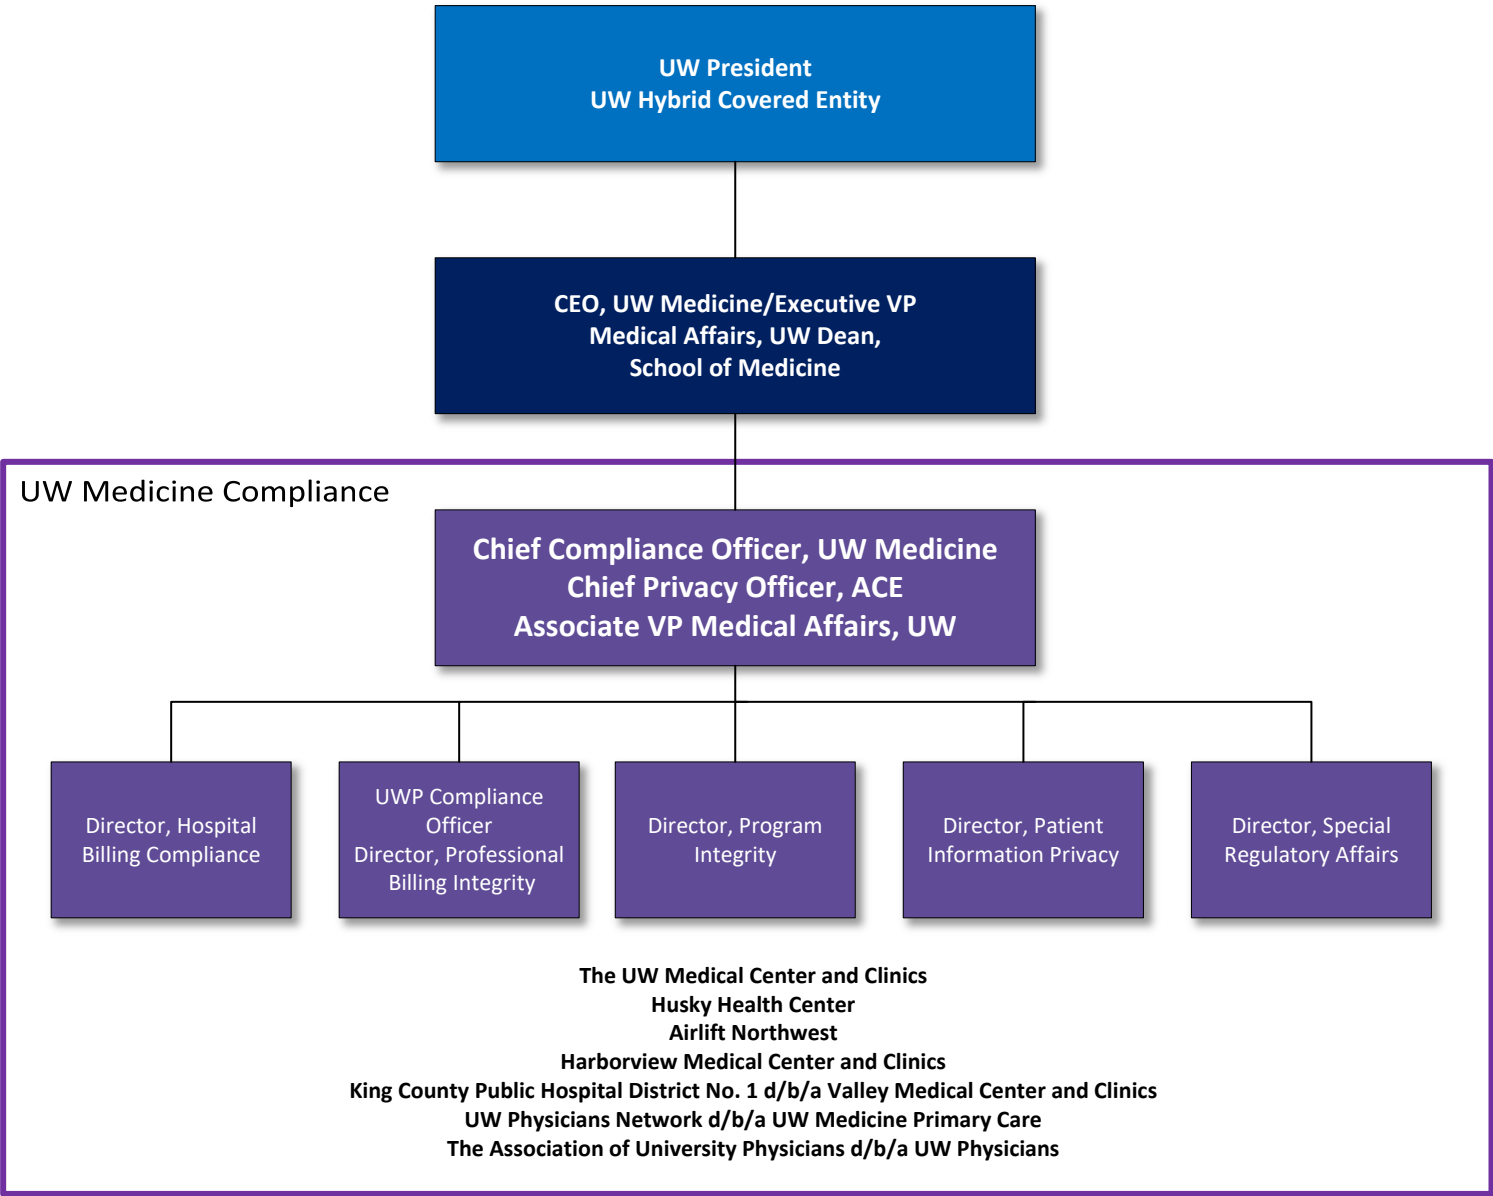 UW President
UW Hybrid Covered Entity
CEO, UW Medicine/Executive VP
Medical Affairs, UW Dean,
School of Medicine
UW Medicine Compliance
Chief Compliance Officer, UW Medicine
Chief Privacy Officer, ACE
Associate VP Medical Affairs, UW
Director, Hospital
Billing Compliance
UWP Compliance
Officer
Director, Professional
Billing Integrity
Director, Program
Integrity
Director, Patient
Information Privacy
Director, Special
Regulatory Affairs
The UW Medical Center and Clinics
Husky Health Center
Airlift Northwest
Harborview Medical Center and Clinics
King County Public Hospital District No. 1 d/b/a Valley Medical Center and Clinics
UW Physicians Network d/b/a UW Medicine Primary Care
The Association of University Physicians d/b/a UW Physicians